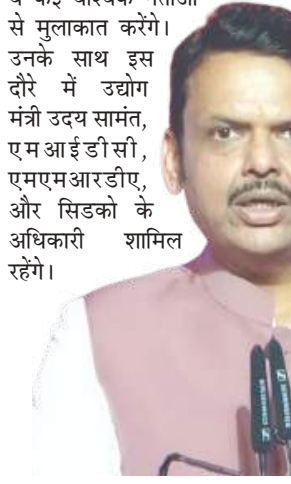 से मुलाकात करेंगे।
उनके साथ इस
दौरे में उद्योग
मंत्री उदय सामंत,
एमआईडीसी,
एमएमआरडीए,
और सिडको के
अधिकारी शामिल
रहेंगे।